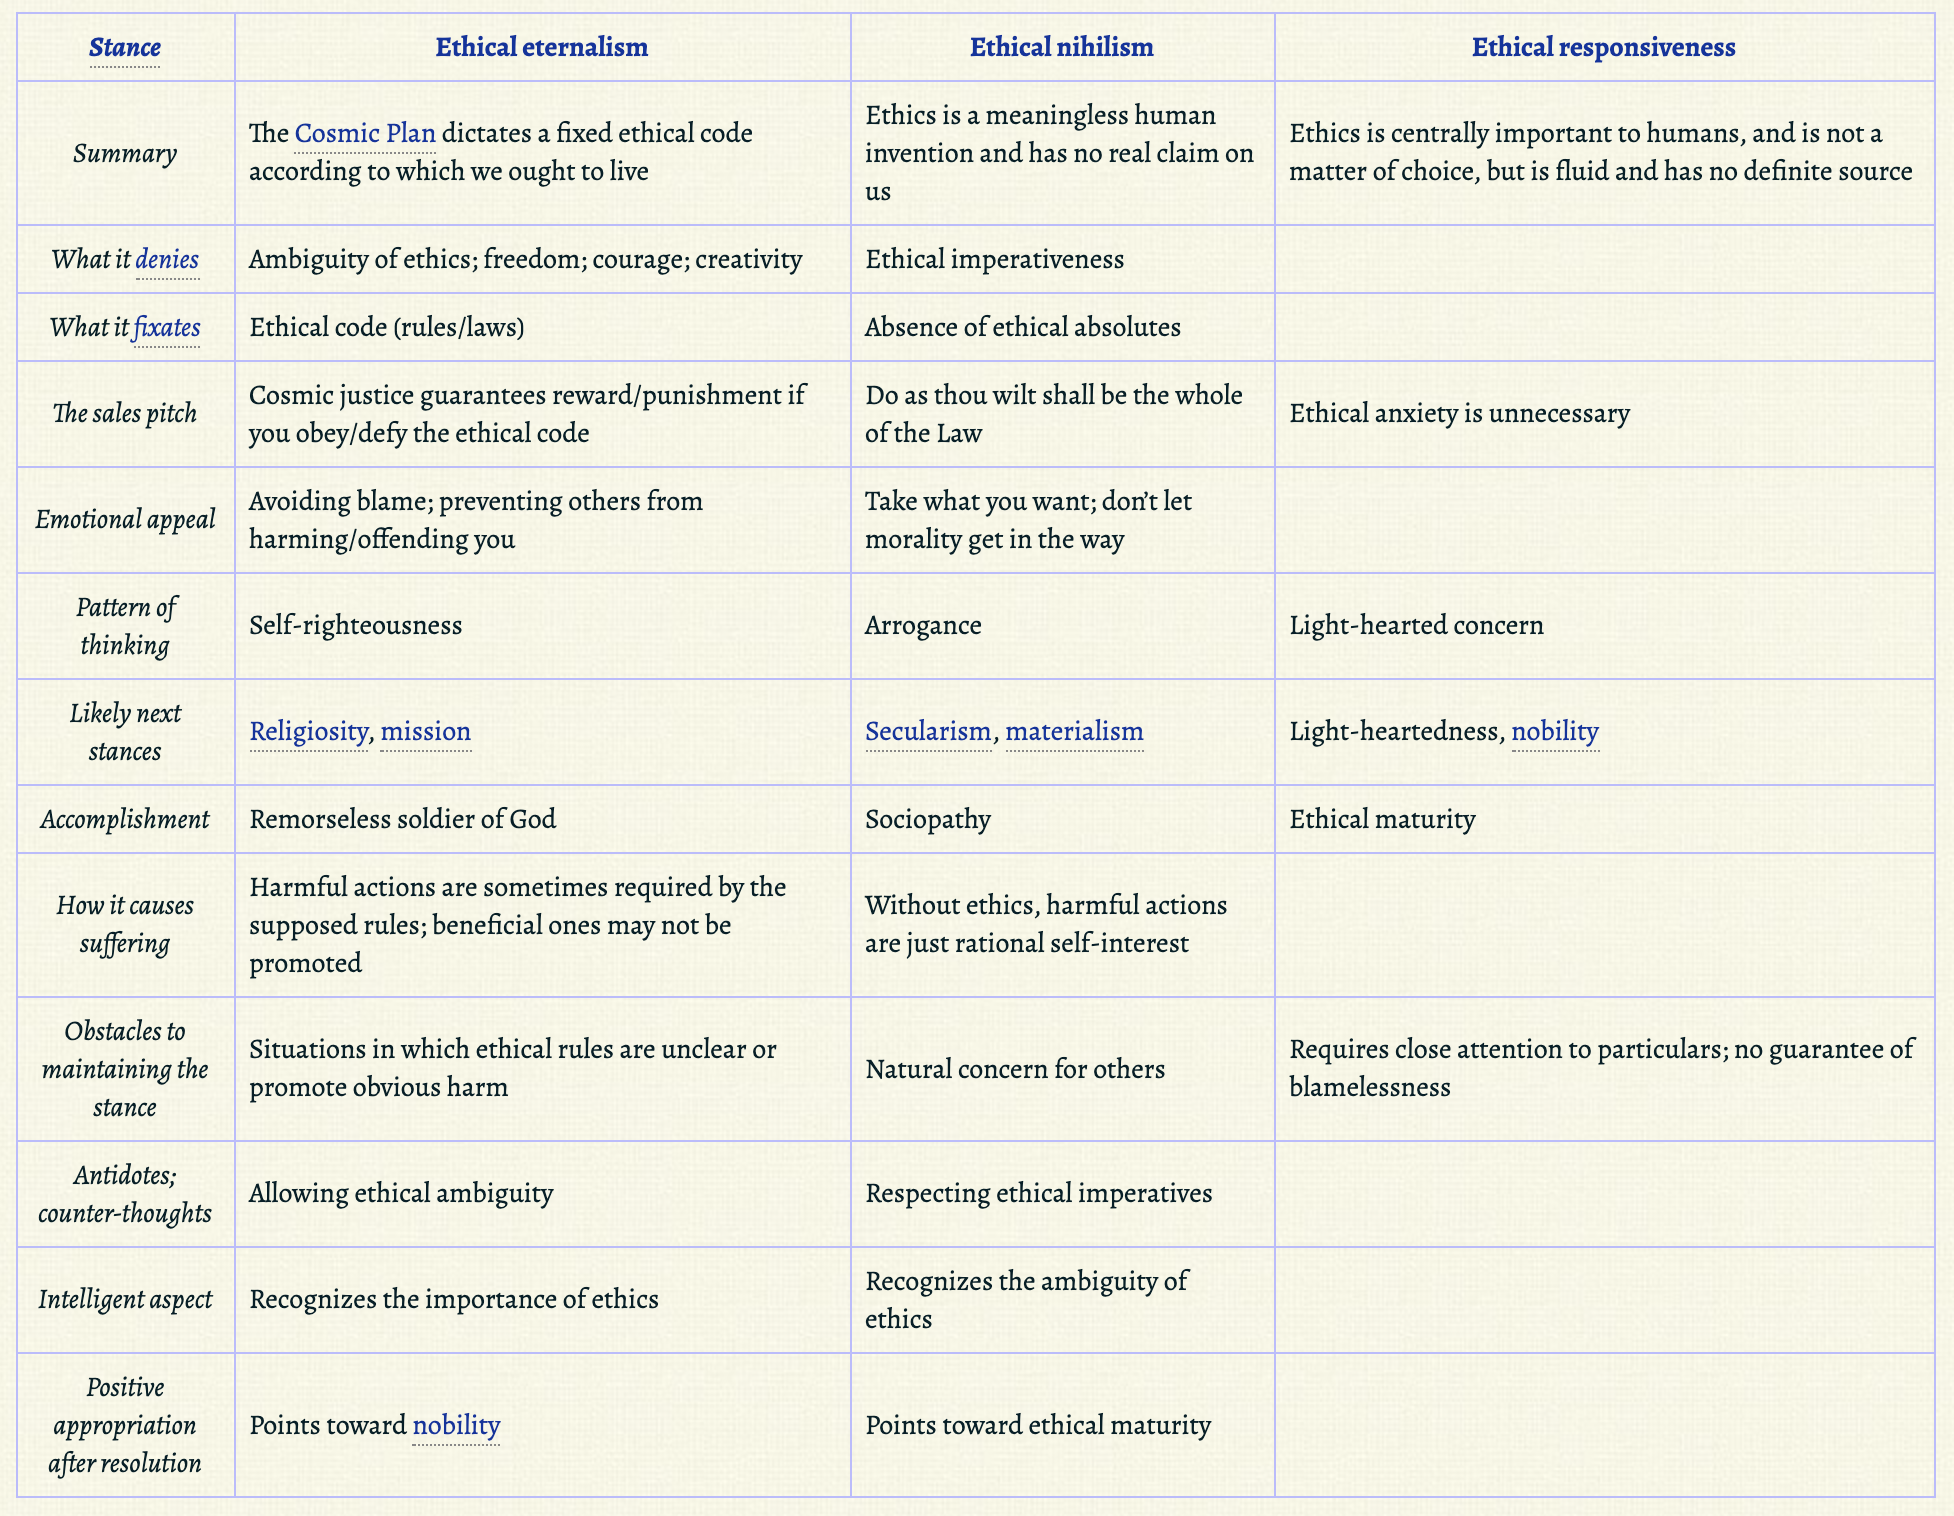 Stance Ethical eternalism Ethical nihilism Ethical responsiveness
Summary
The Cosmic Plan dictates a fixed ethical code
according to which we ought to live
Ethics is a meaningless human
invention and has no real claim on
us
Ethics is centrally important to humans, and is not a
matter of choice, but is fluid and has no definite source
What it denies
Ambiguity of ethics; freedom; courage; creativity
Ethical imperativeness
What it fixates
Ethical code (rules/laws)
Absence of ethical absolutes
The sales pitch
Cosmic justice guarantees reward/punishment if
you obey/defy the ethical code
Do as thou wilt shall be the whole
of the Law
Ethical anxiety is unnecessary
Emotional appeal
Avoiding blame; preventing others from
harming/offending you
Take what you want; don’t let
morality get in the way
Pattern of
thinking
Self-righteousness
Arrogance
Light-hearted concern
Likely next
stances
Religiosity, mission
Secularism, materialism
Light-heartedness, nobility
Accomplishment
Remorseless soldier of God
Sociopathy
Ethical maturity
How it causes
suffering
Harmful actions are sometimes required by the
supposed rules; beneficial ones may not be
promoted
Without ethics, harmful actions
are just rational self-interest
Obstacles to
maintaining the
stance
Situations in which ethical rules are unclear or
promote obvious harm
Natural concern for others
Requires close attention to particulars; no guarantee of
blamelessness
Antidotes;
counter-thoughts
Allowing ethical ambiguity
Respecting ethical imperatives
Intelligent aspect
Recognizes the importance of ethics
Recognizes the ambiguity of
ethics
Positive
appropriation
after resolution
Points toward nobility
Points toward ethical maturity